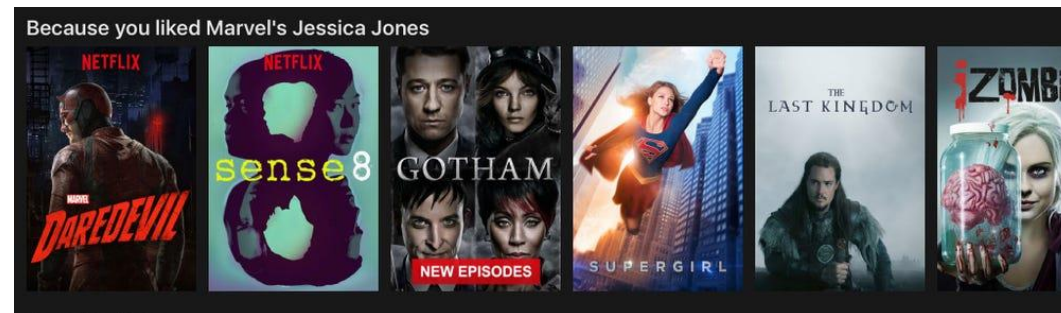 Because you liked Marvel's Jessica Jones
NETFLIX
MARVEL
DAREDEVIL
NETFLIX
sense8
GOTHAM
NEW EPISODES
SUPERGIRL
THE
LAST KINGDOM
iZOMB